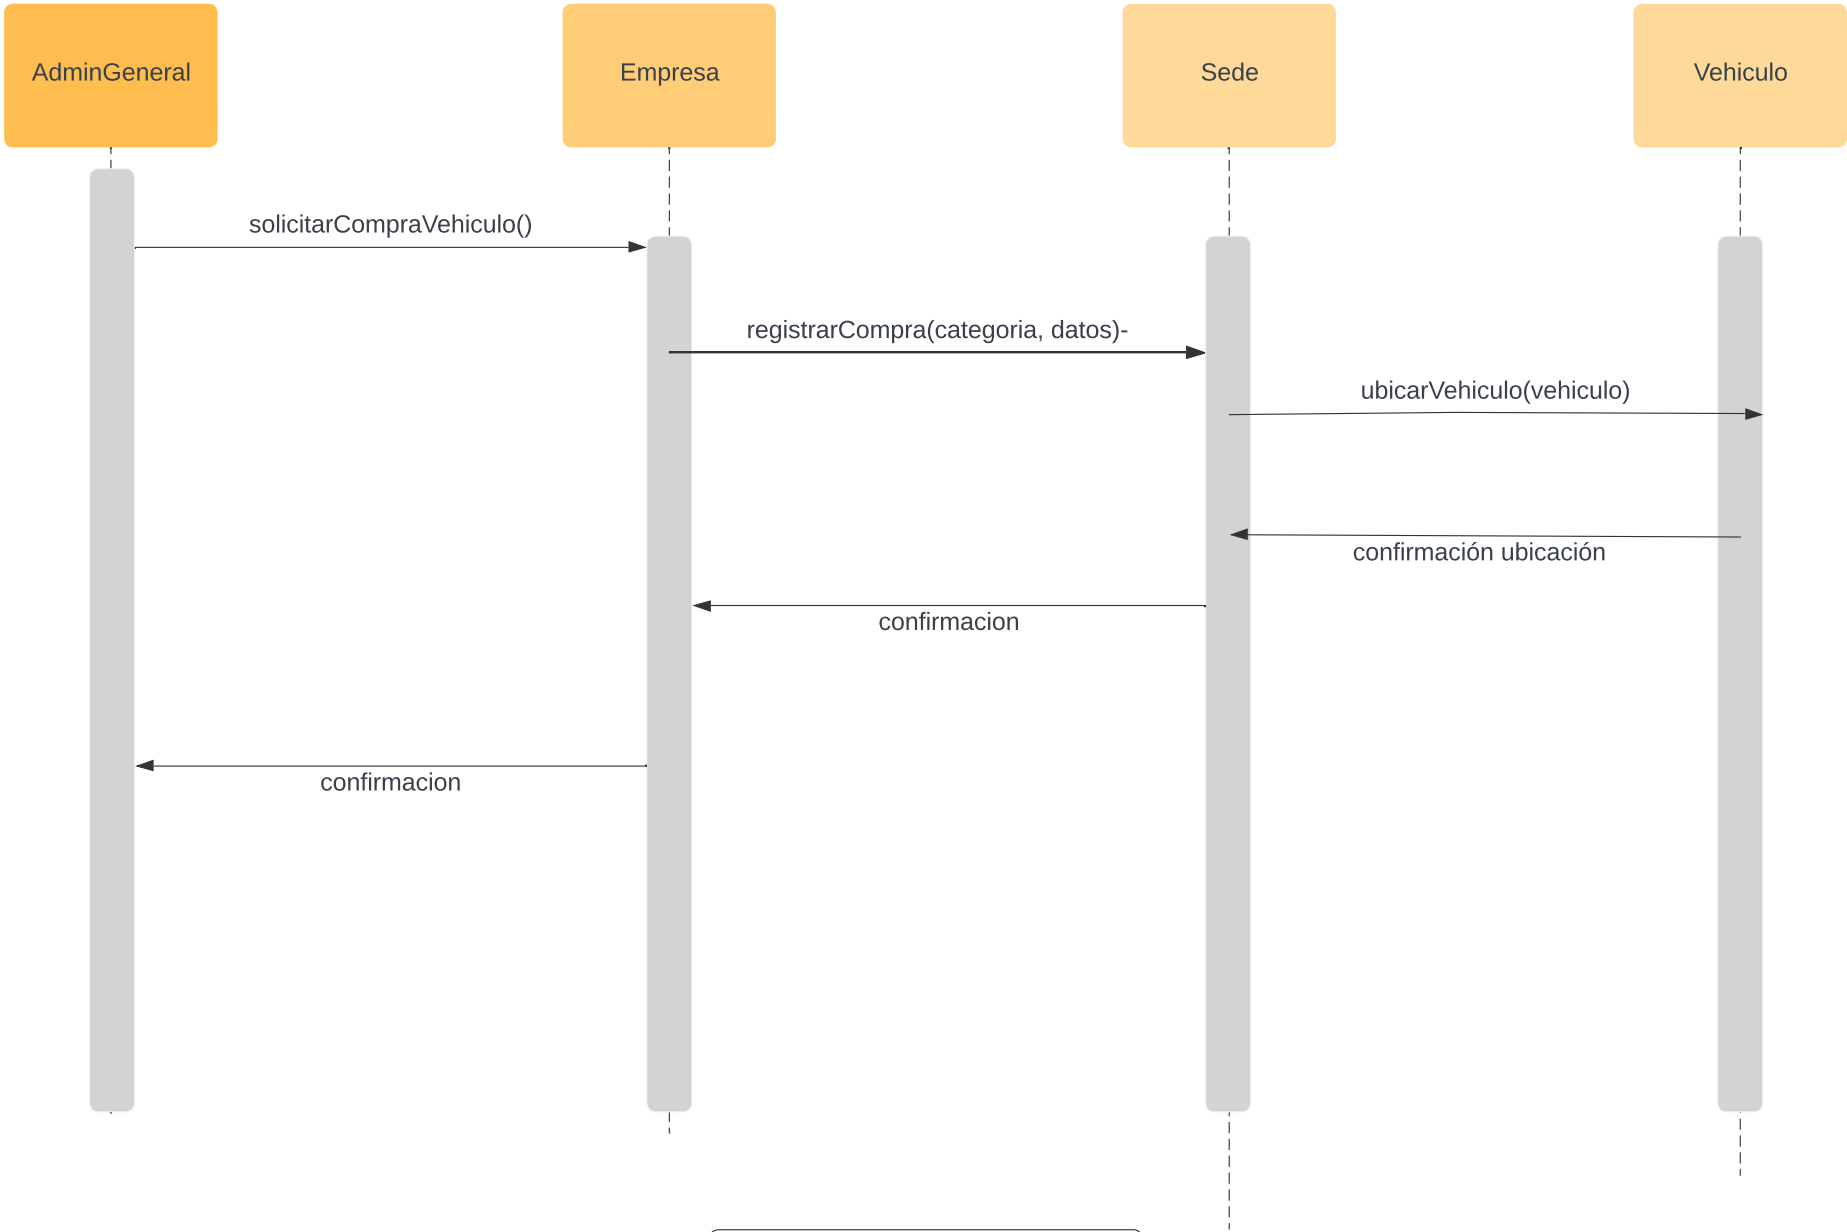 AdminGeneral
Empresa
Sede
Vehiculo
solicitarCompraVehiculo()
registrarCompra(categoria, datos)-
ubicarVehiculo(vehiculo)
confirmación ubicación
confirmacion
confirmacion